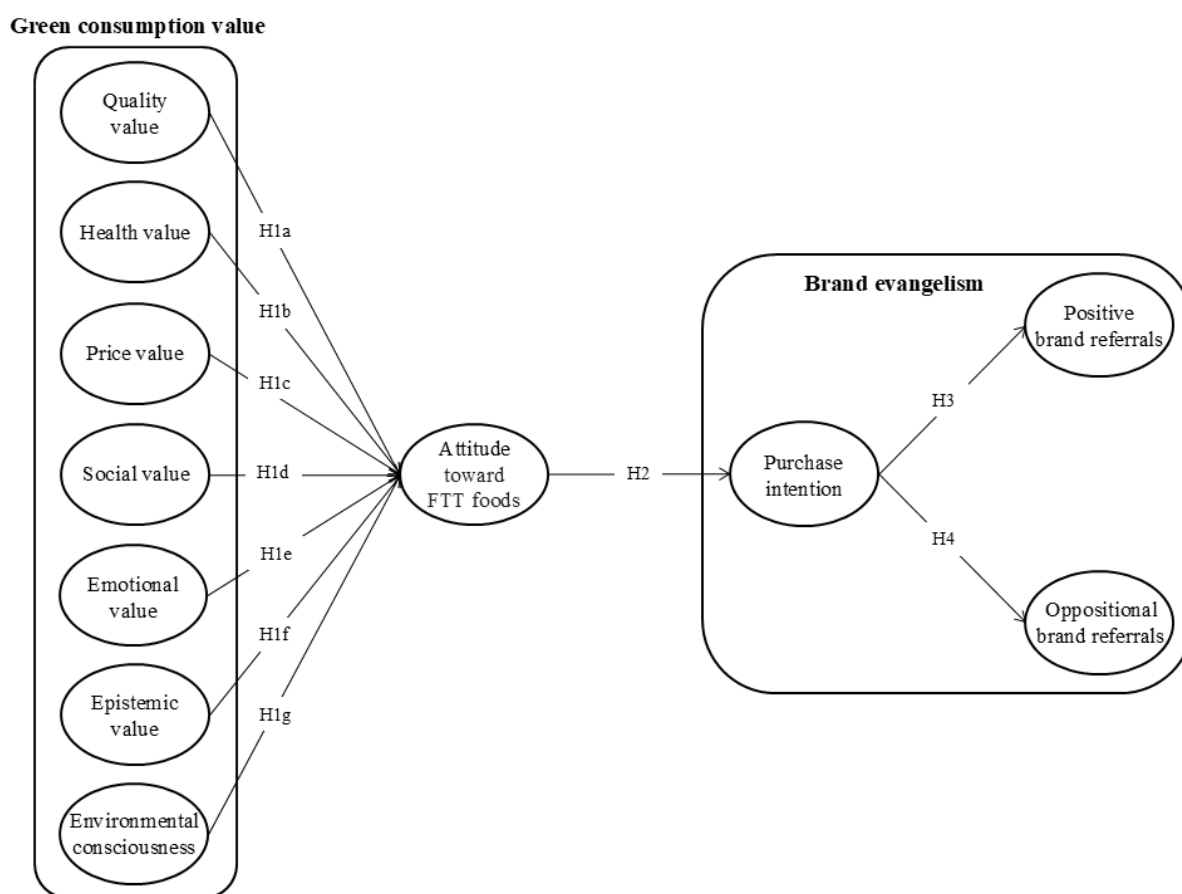 Green consumption value
Quality
value
Health value
Price value
Social value
Emotional
value
Epistemic
value
Environmental
consciousness
H1a
H1b
H1c
H1d
H1e
H1f
H1g
Attitude
toward
FTT foods
H2
Brand evangelism
Purchase
intention
H3
H4
Positive
brand referrals
Oppositional
brand referrals